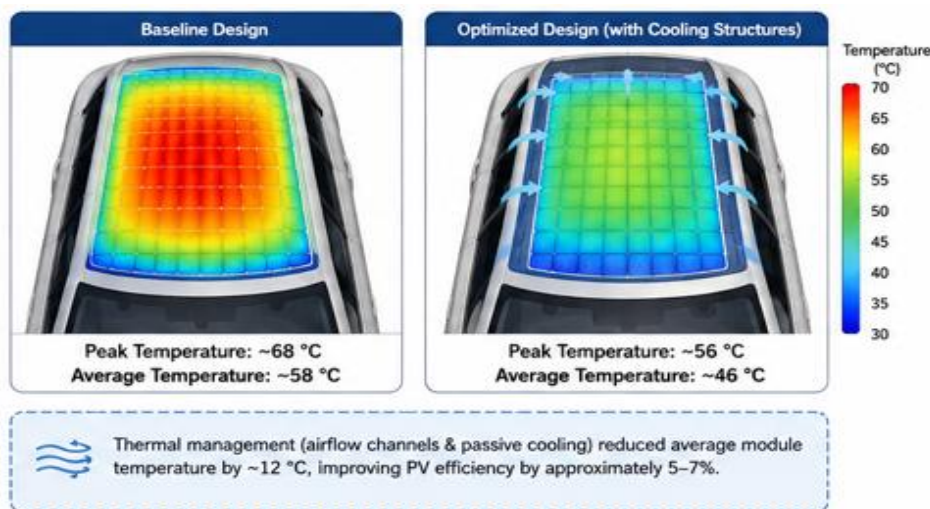 Baseline Design
Optimized Design (with Cooling Structures)
Temperature
(°C)
70
65
60
55
50
45
40
35
30
Peak Temperature: ~68 °C
Average Temperature: ~58 °C
Peak Temperature: ~56 °C
Average Temperature: ~46 °C
Thermal management (airflow channels & passive cooling) reduced average module
temperature by ~12 °C, improving PV efficiency by approximately 5–7%.